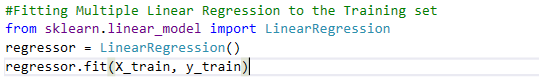 #Fitting Multiple Linear Regression to the Training set
from sklearn.linear_model import LinearRegression
regressor = LinearRegression()
regressor.fit(X_train, y_train)